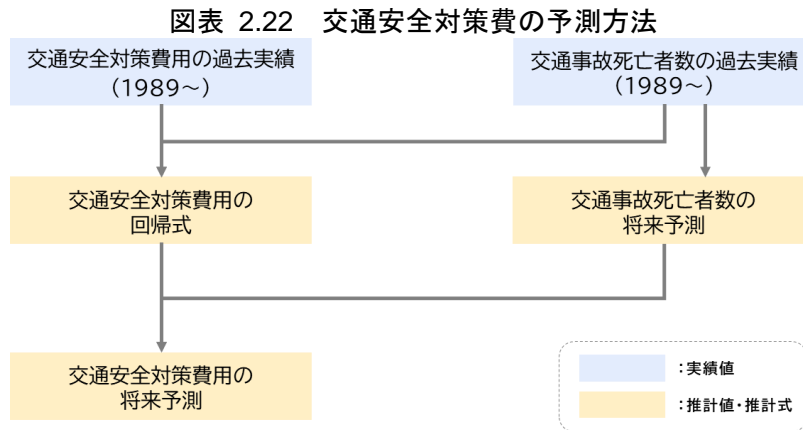 図表 2.22 交通安全対策費の予測方法
交通安全対策費用の過去実績
（1989～）
交通事故死亡者数の過去実績
（1989～）
交通安全対策費用の
回帰式
交通事故死亡者数の
将来予測
交通安全対策費用の
将来予測
：実績値
：推計値・推計式